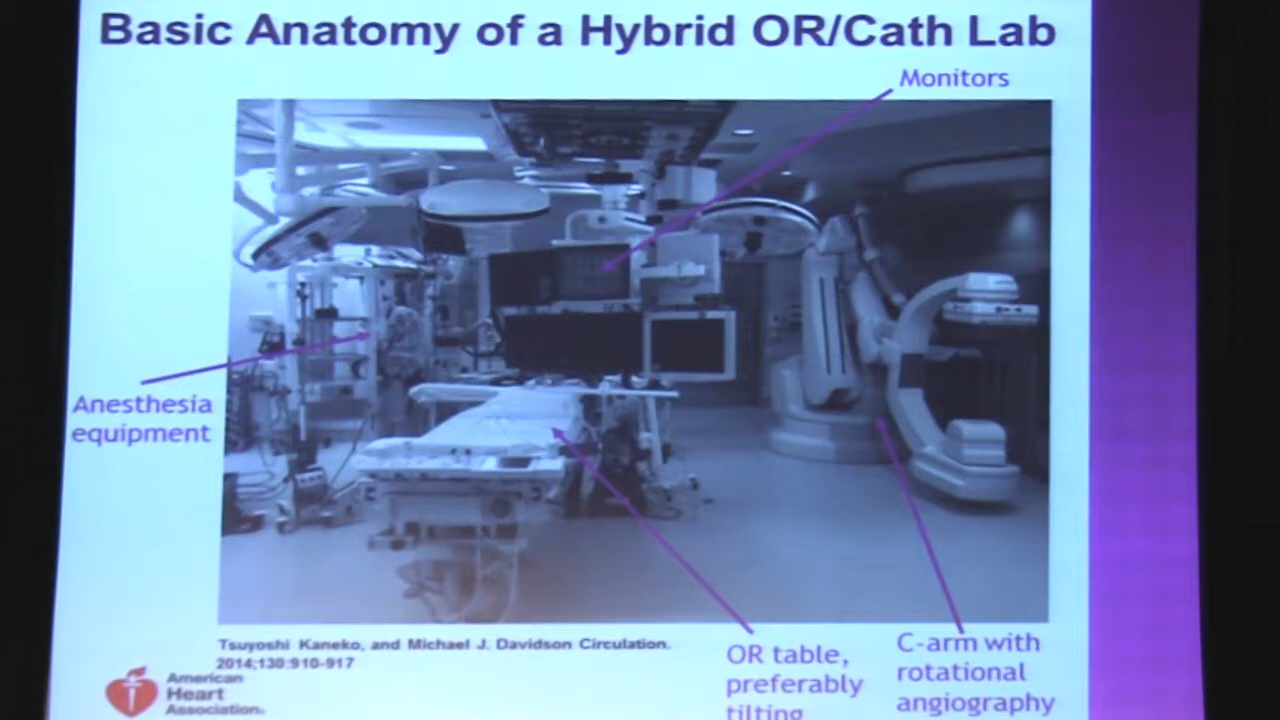 Basic Anatomy of a Hybrid OR/Cath Lab
Monitors
Anesthesia
equipment
Tsuyoshi Kaneko, and Michael J. Davidson Circulation.
2014;130:910-917
American
Heart
Association.
OR table,
preferably
tilting
C-arm with
rotational
angiography